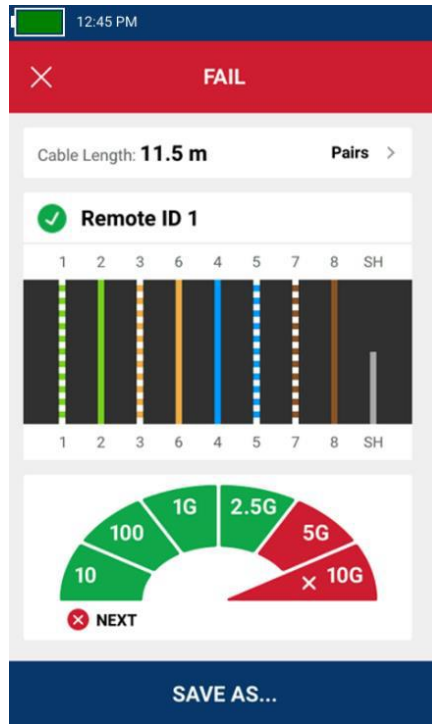 12:45 PM
FAIL
Cable Length: 11.5 m Pairs >
Remote ID 1
1 2 3 6 4 5 7 8 SH
1 2 3 6 4 5 7 8 SH
10 100 1G 2.5G 5G 10G
NEXT
SAVE AS...